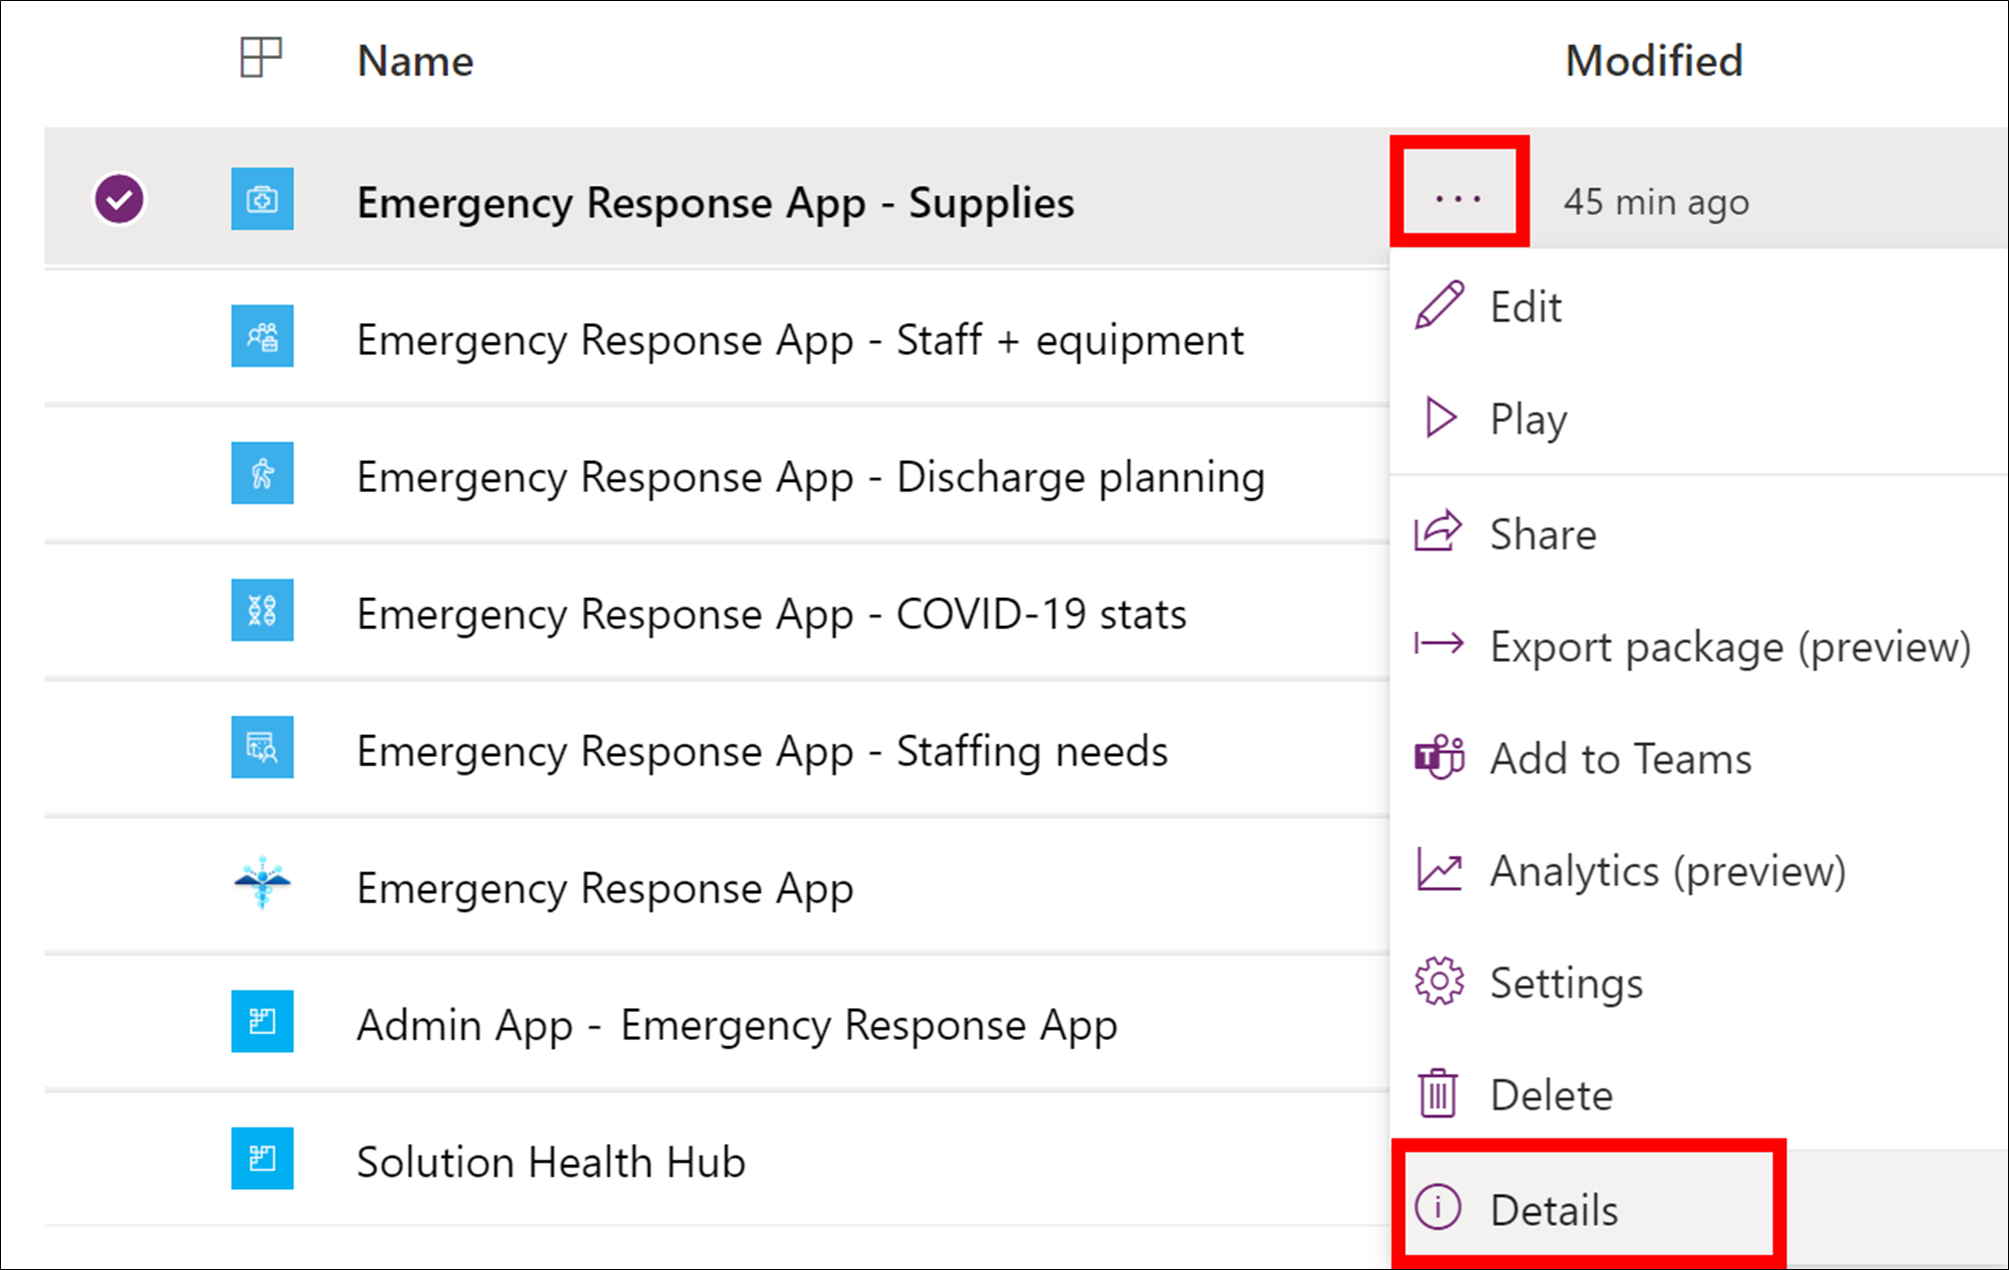 Name Modified
Emergency Response App - Supplies ··· 45 min ago
Edit
Emergency Response App - Staff + equipment
Play
Emergency Response App - Discharge planning
Share
Emergency Response App - COVID-19 stats
Export package (preview)
Emergency Response App - Staffing needs
Add to Teams
Analytics (preview)
Emergency Response App
Settings
Admin App - Emergency Response App
Delete
Solution Health Hub
Details